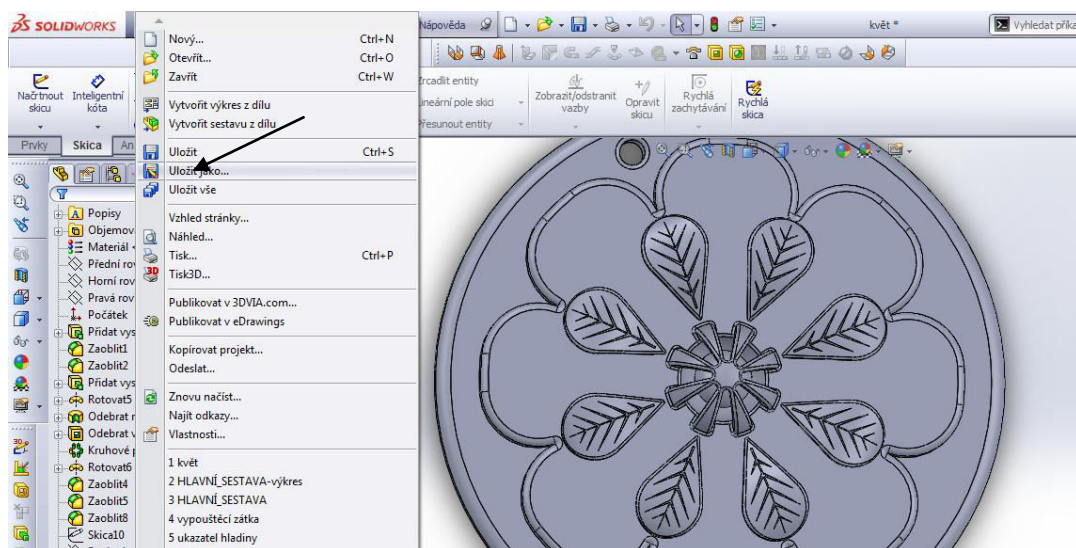 SOLIDWORKS
Nápověda
květ *
Vyhledat příka
Načrtnout skicu
Inteligentní kóta
Zrcadlit entity
Lineární pole skici
Přesunout entity
Zobrazit/odstranit vazby
Opravit skicu
Rychlá zachytávání
Rychlá skica
Prvky
Skica
An
Nový... Ctrl+N
Otevřít... Ctrl+O
Zavřít Ctrl+W
Vytvořit výkres z dílu
Vytvořit sestavu z dílu
Uložit Ctrl+S
Uložit jako...
Uložit vše
Vzhled stránky...
Náhled...
Tisk... Ctrl+P
Tisk3D...
Publikovat v 3DVIA.com...
Publikovat v eDrawings
Kopírovat projekt...
Odeslat...
Znovu načíst...
Najít odkazy...
Vlastnosti...
1 květ
2 HLAVNÍ_SESTAVA-výkres
3 HLAVNÍ_SESTAVA
4 vypouštěcí zátka
5 ukazatel hladiny
Popisy
Objemov
Materiál <
Přední rov
Horní rov
Pravá rov
Počátek
Přidat vys
Zaoblit1
Zaoblit2
Přidat vys
Rotovat5
Odebrat r
Odebrat v
Kruhové p
Rotovat6
Zaoblit4
Zaoblit5
Zaoblit8
Skica10